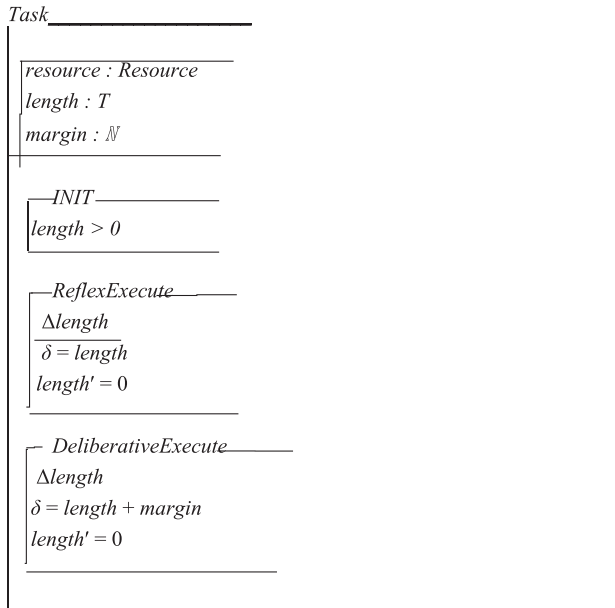 Task
resource : Resource
length : T
margin : ℕ
INIT
length > 0
ReflexExecute
Δlength
δ = length
length′ = 0
DeliberativeExecute
Δlength
δ = length + margin
length′ = 0